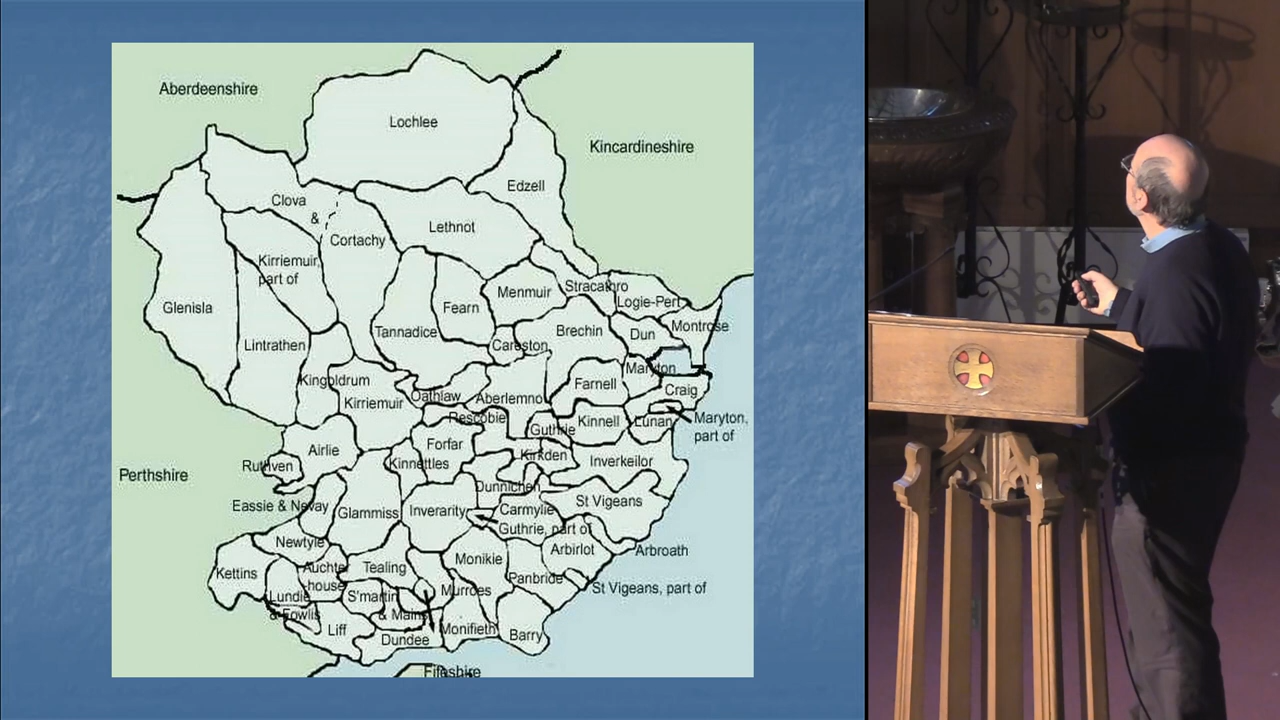 Aberdeenshire
Lochlee
Kincardineshire
Edzell
Clova
&
Cortachy
Lethnot
Kirriemuir,
part of
Glenisla
Menmuir
Stracathro
Logie-Pert
Fearn
Tannadice
Brechin
Dun
Montrose
Lintrathen
Careston
Maryton
Kingoldrum
Farnell
Craig
Kirriemuir
Oathlaw
Aberlemno
Rescobie
Guthrie
Kinnell
Lunan
Maryton,
part of
Airlie
Forfar
Kirkden
Inverkeilor
Ruthven
Kinnettles
Perthshire
Dunnichen
St Vigeans
Eassie & Nevay
Glammiss
Inverarity
Carmylie
Guthrie, part of
Newtyle
Arbirlot
Arbroath
Kettins
Auchter
-house
Tealing
Monikie
Panbride
St Vigeans, part of
Lundie
& Fowlis
S'martin
& Mains
Murroes
Liff
Dundee
Monifieth
Barry
Fifeshire